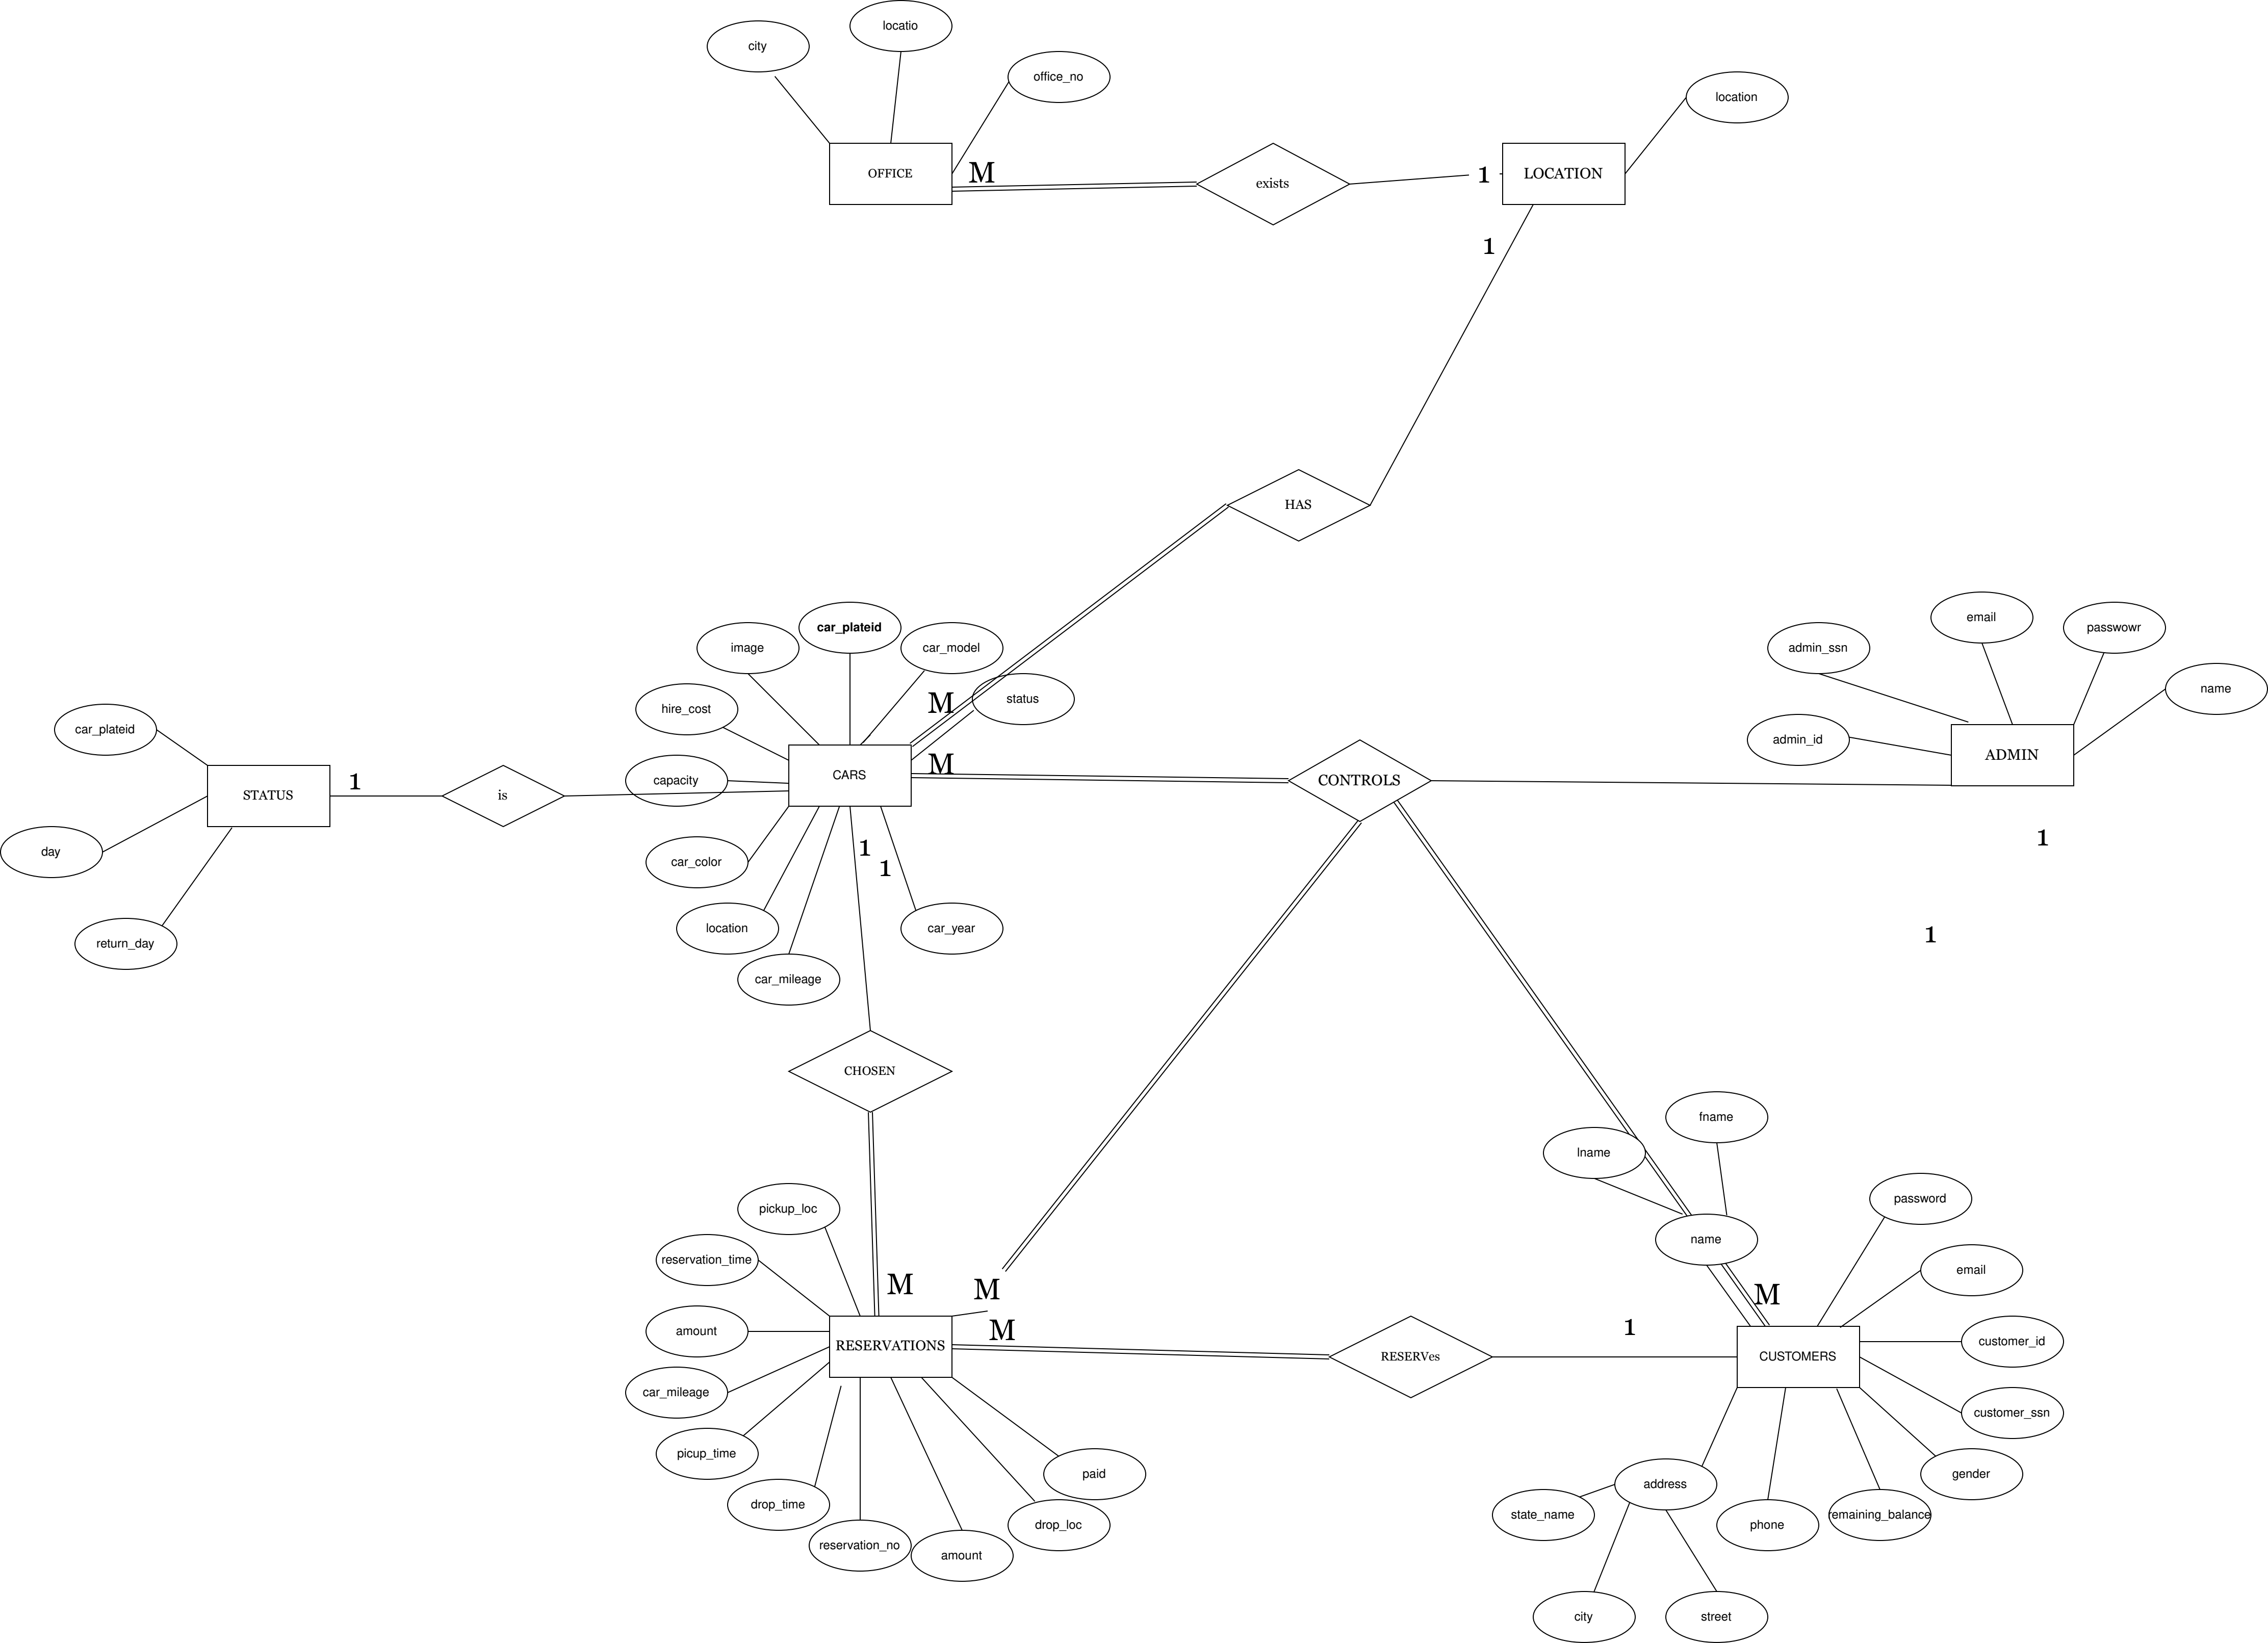 locatio
city
office_no
location
OFFICE
M
exists
1
LOCATION
1
HAS
car_plateid
image
car_model
email
passwowr
admin_ssn
name
status
M
hire_cost
car_plateid
admin_id
ADMIN
M
CARS
capacity
CONTROLS
1
STATUS
is
1
1
1
day
car_color
1
location
car_year
return_day
car_mileage
CHOSEN
fname
lname
password
pickup_loc
name
reservation_time
email
M
M
M
amount
M
1
RESERVATIONS
RESERVes
CUSTOMERS
customer_id
car_mileage
customer_ssn
picup_time
paid
gender
address
drop_time
state_name
drop_loc
phone
remaining_balance
reservation_no
amount
city
street